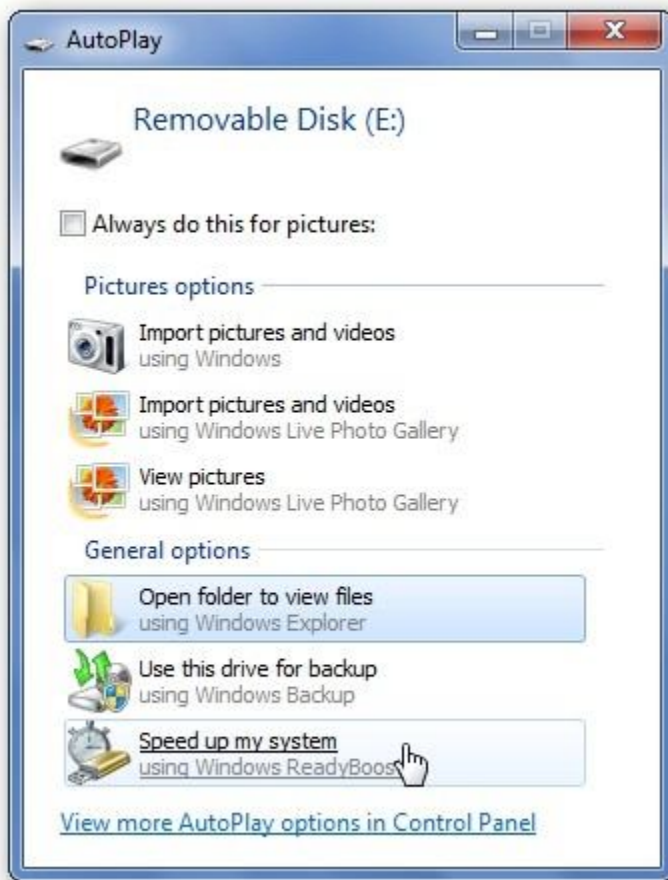 AutoPlay
Removable Disk (E:)
Always do this for pictures:
Pictures options
Import pictures and videos
using Windows
Import pictures and videos
using Windows Live Photo Gallery
View pictures
using Windows Live Photo Gallery
General options
Open folder to view files
using Windows Explorer
Use this drive for backup
using Windows Backup
Speed up my system
using Windows ReadyBoost
View more AutoPlay options in Control Panel